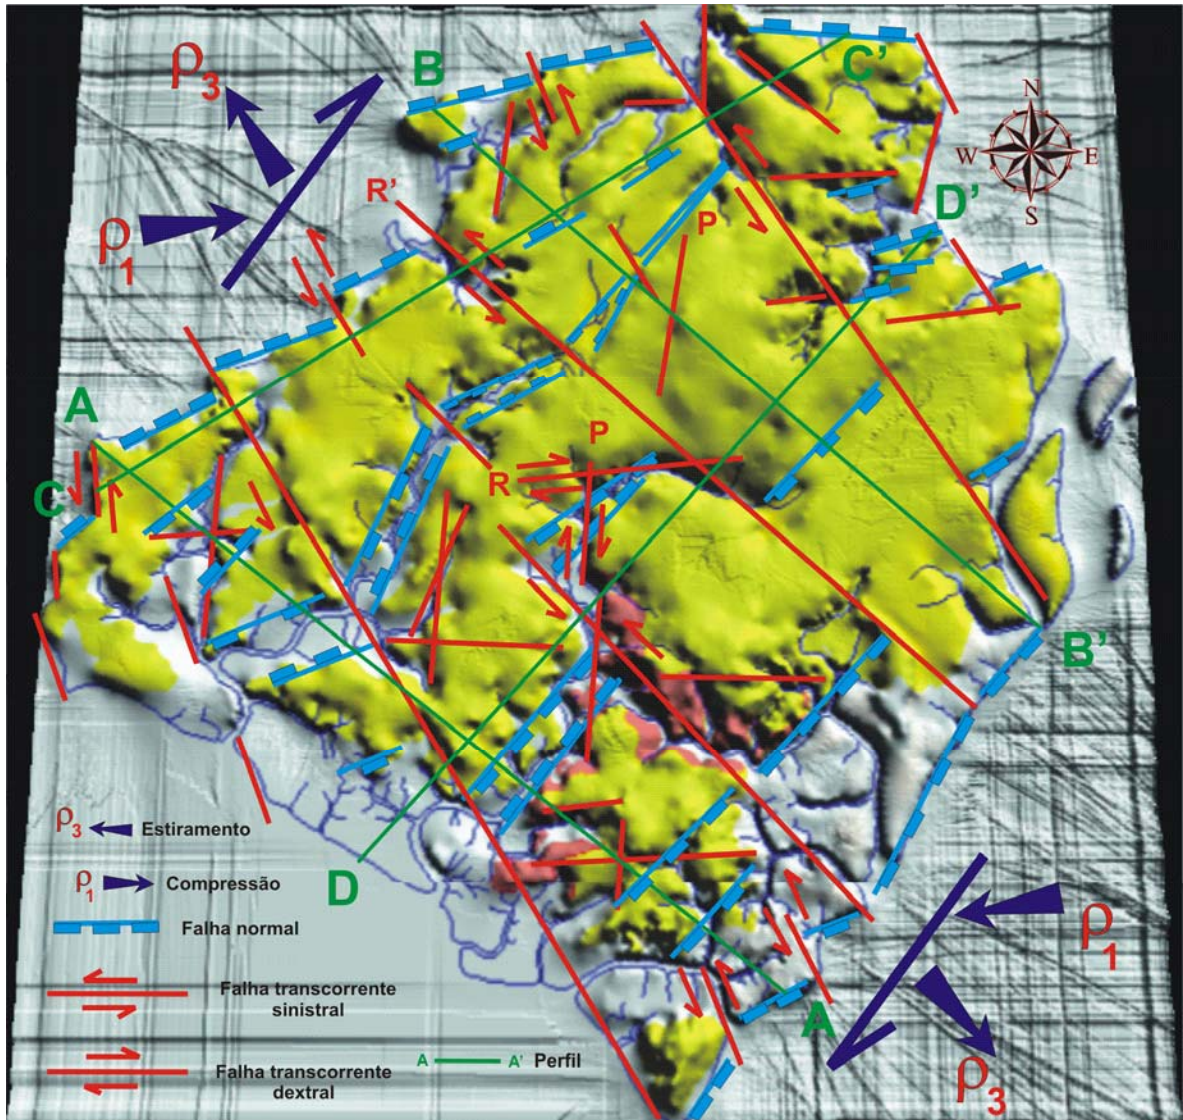 B
C'
ρ3
N
W E
S
R'
D'
P
ρ1
A
P
C
R
B'
ρ3 Estiramento
D
ρ1 Compressão
ρ1
Falha normal
A
Falha transcorrente
sinistral
A A' Perfil
Falha transcorrente
dextral
ρ3